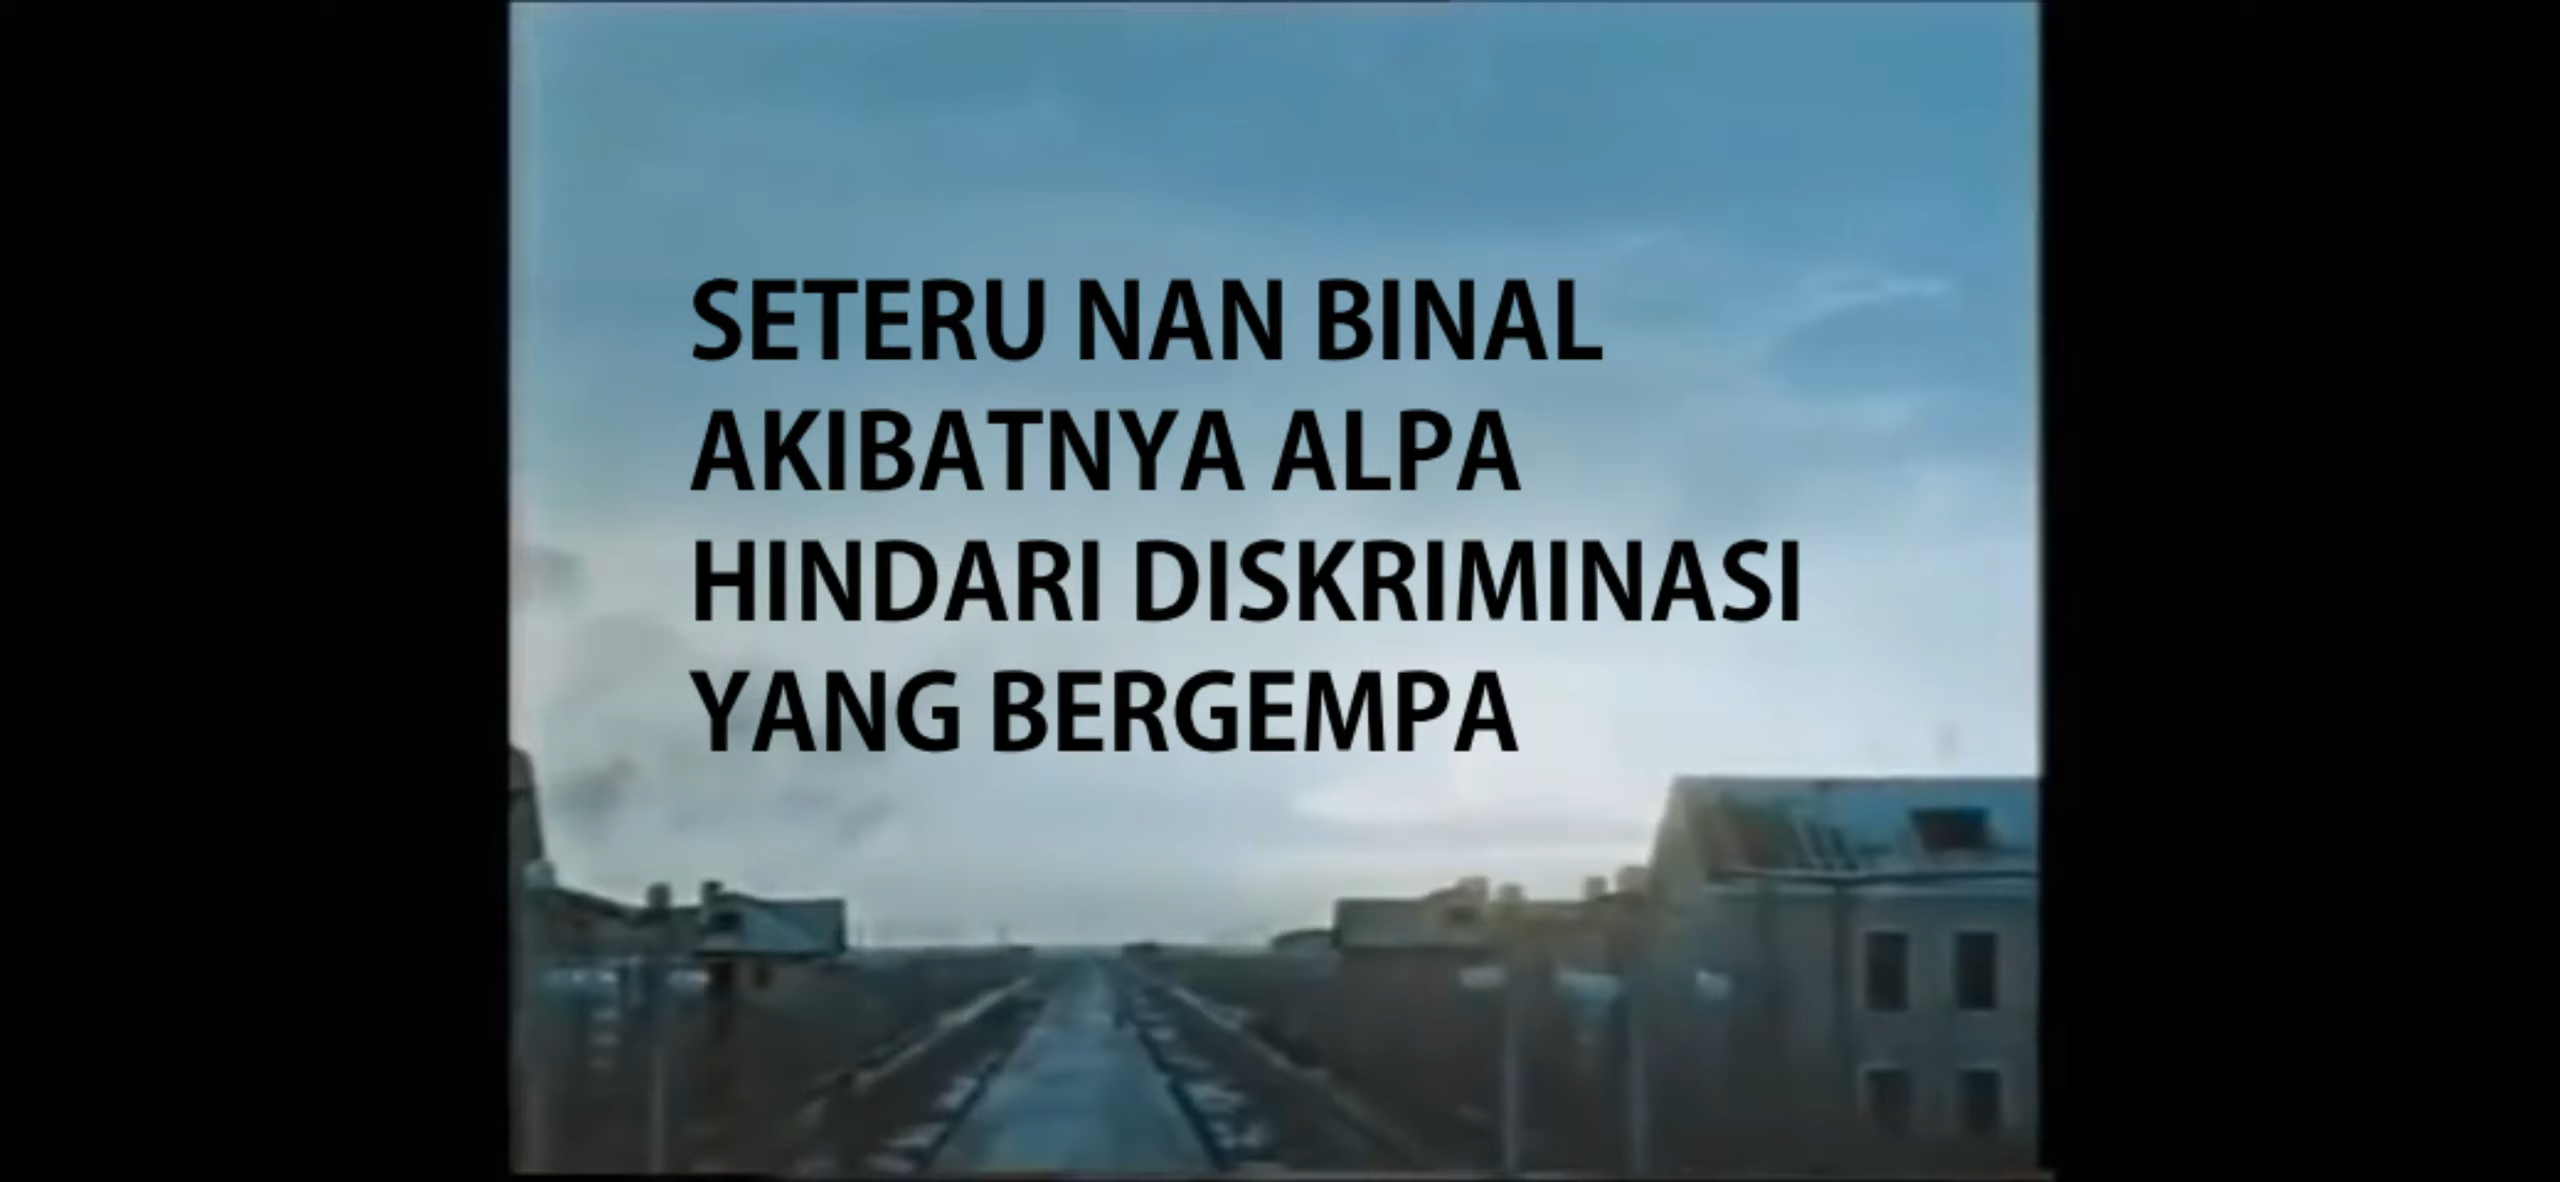 SETERU NAN BINAL
AKIBATNYA ALPA
HINDARI DISKRIMINASI
YANG BERGEMPA